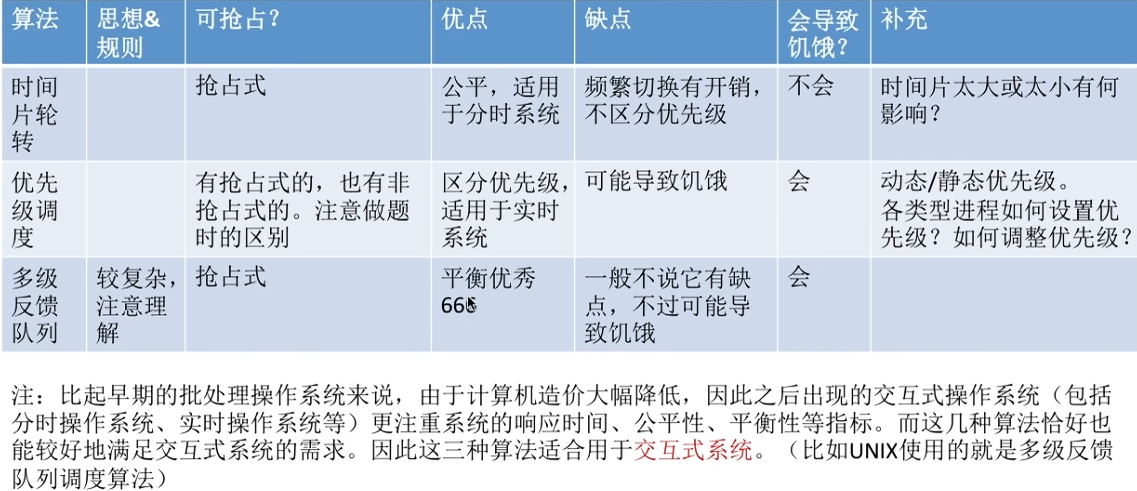 算法 思想& 可抢占？ 优点 缺点 会导致 补充
规则 饥饿？
时间 抢占式 公平，适用 频繁切换有开销， 不会 时间片太大或太小有何
片轮 于分时系统 不区分优先级 影响？
转
优先 有抢占式的，也有非 区分优先级， 可能导致饥饿 会 动态/静态优先级。
级调 抢占式的。注意做题 适用于实时 各类型进程如何设置优
度 时的区别 系统 先级？如何调整优先级？
多级 较复杂， 抢占式 平衡优秀 一般不说它有缺 会
反馈 注意理 666 点，不过可能导
队列 解 致饥饿
注：比起早期的批处理操作系统来说，由于计算机造价大幅降低，因此之后出现的交互式操作系统（包括
分时操作系统、实时操作系统等）更注重系统的响应时间、公平性、平衡性等指标。而这几种算法恰好也
能较好地满足交互式系统的需求。因此这三种算法适合用于交互式系统。（比如UNIX使用的就是多级反馈
队列调度算法）